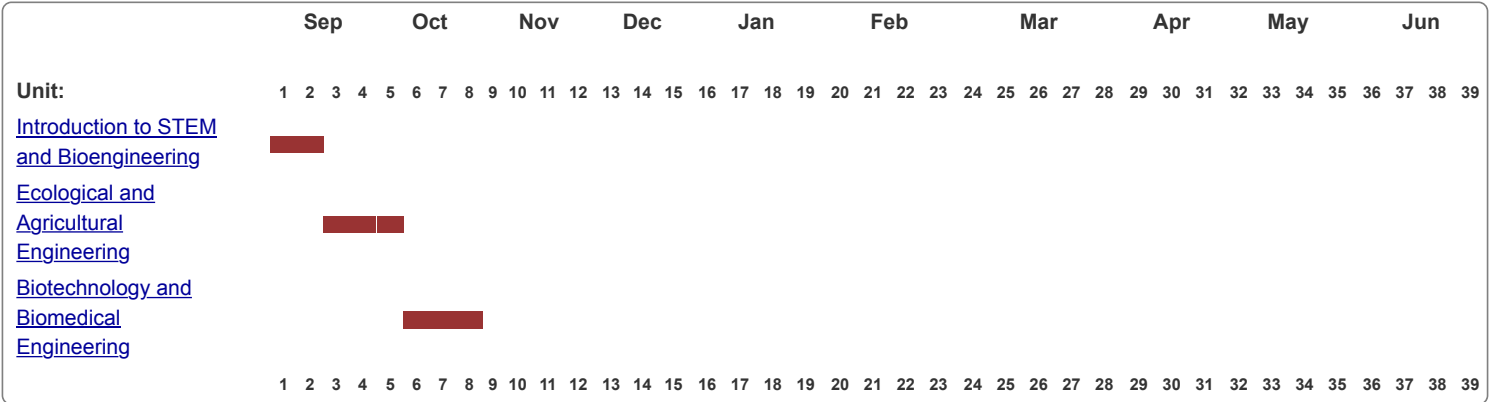 Sep Oct Nov Dec Jan Feb Mar Apr May Jun
Unit: 1 2 3 4 5 6 7 8 9 10 11 12 13 14 15 16 17 18 19 20 21 22 23 24 25 26 27 28 29 30 31 32 33 34 35 36 37 38 39
Introduction to STEM
and Bioengineering
Ecological and
Agricultural
Engineering
Biotechnology and
Biomedical
Engineering
1 2 3 4 5 6 7 8 9 10 11 12 13 14 15 16 17 18 19 20 21 22 23 24 25 26 27 28 29 30 31 32 33 34 35 36 37 38 39